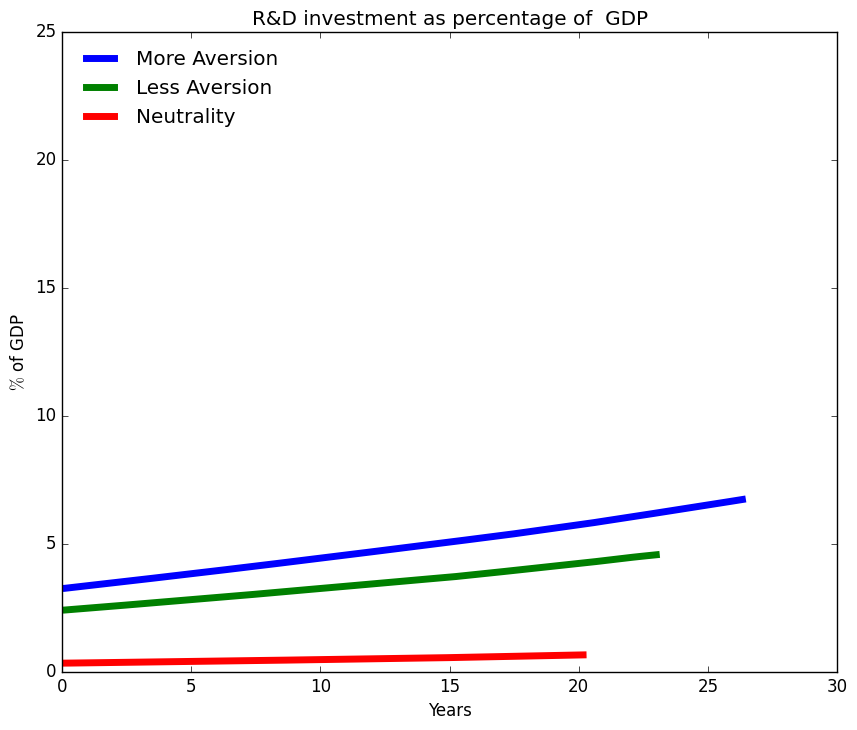 R&D investment as percentage of  GDP
More Aversion
Less Aversion
Neutrality
25
20
15
10
5
0
% of GDP
0 5 10 15 20 25 30
Years